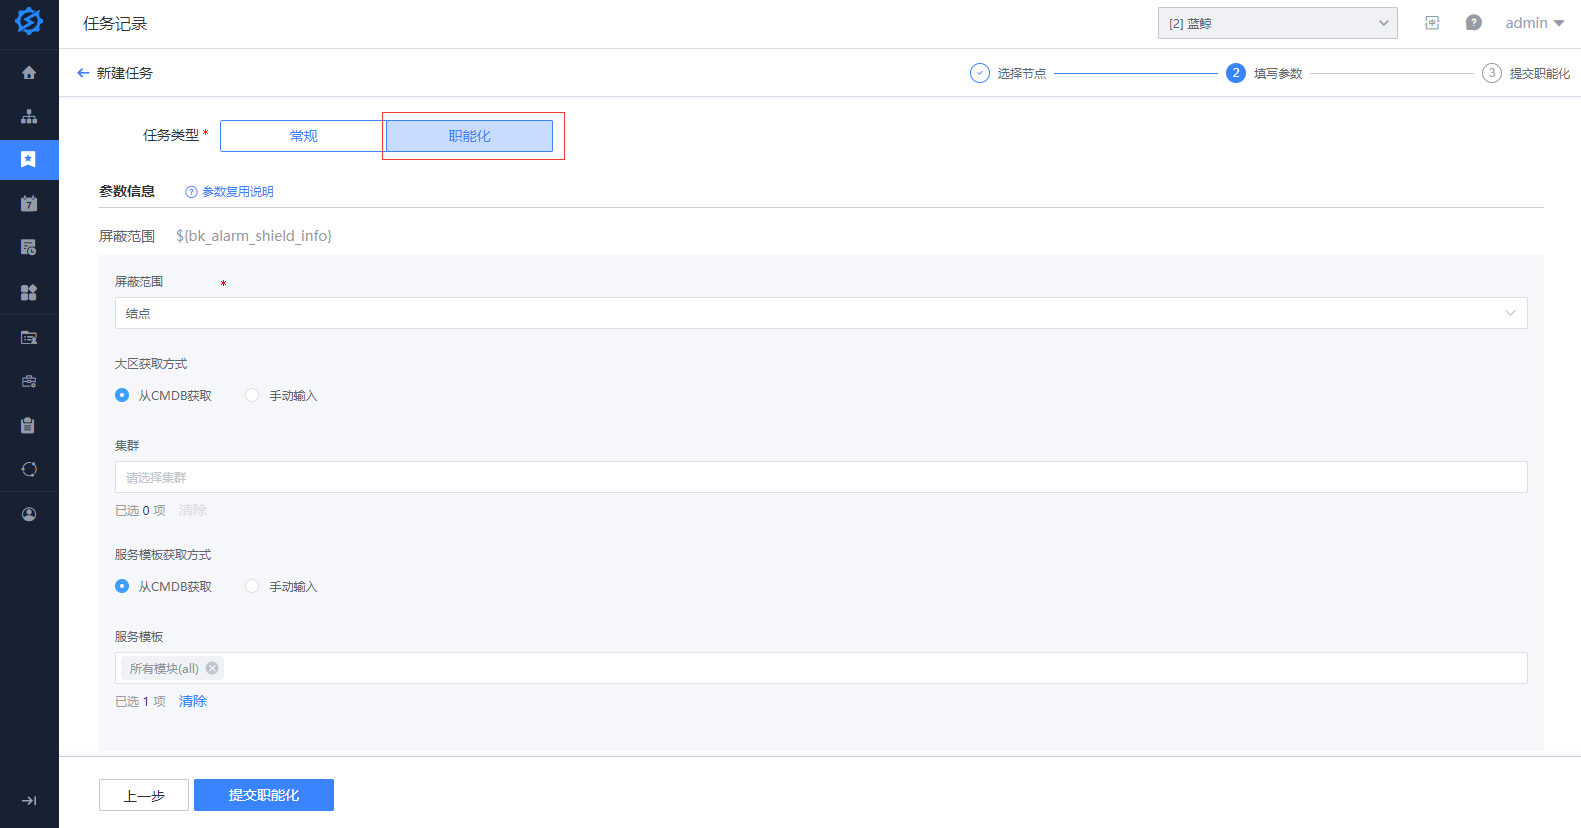 任务记录
[2] 蓝鲸
admin
新建任务
选择节点
2 填写参数
3 提交职能化
任务类型 *
常规
职能化
参数信息
参数复用说明
屏蔽范围 ${bk_alarm_shield_info}
屏蔽范围 *
结点
大区获取方式
从CMDB获取 手动输入
集群
请选择集群
已选 0 项 清除
服务模板获取方式
从CMDB获取 手动输入
服务模板
所有模块(all)
已选 1 项 清除
上一步
提交职能化
7